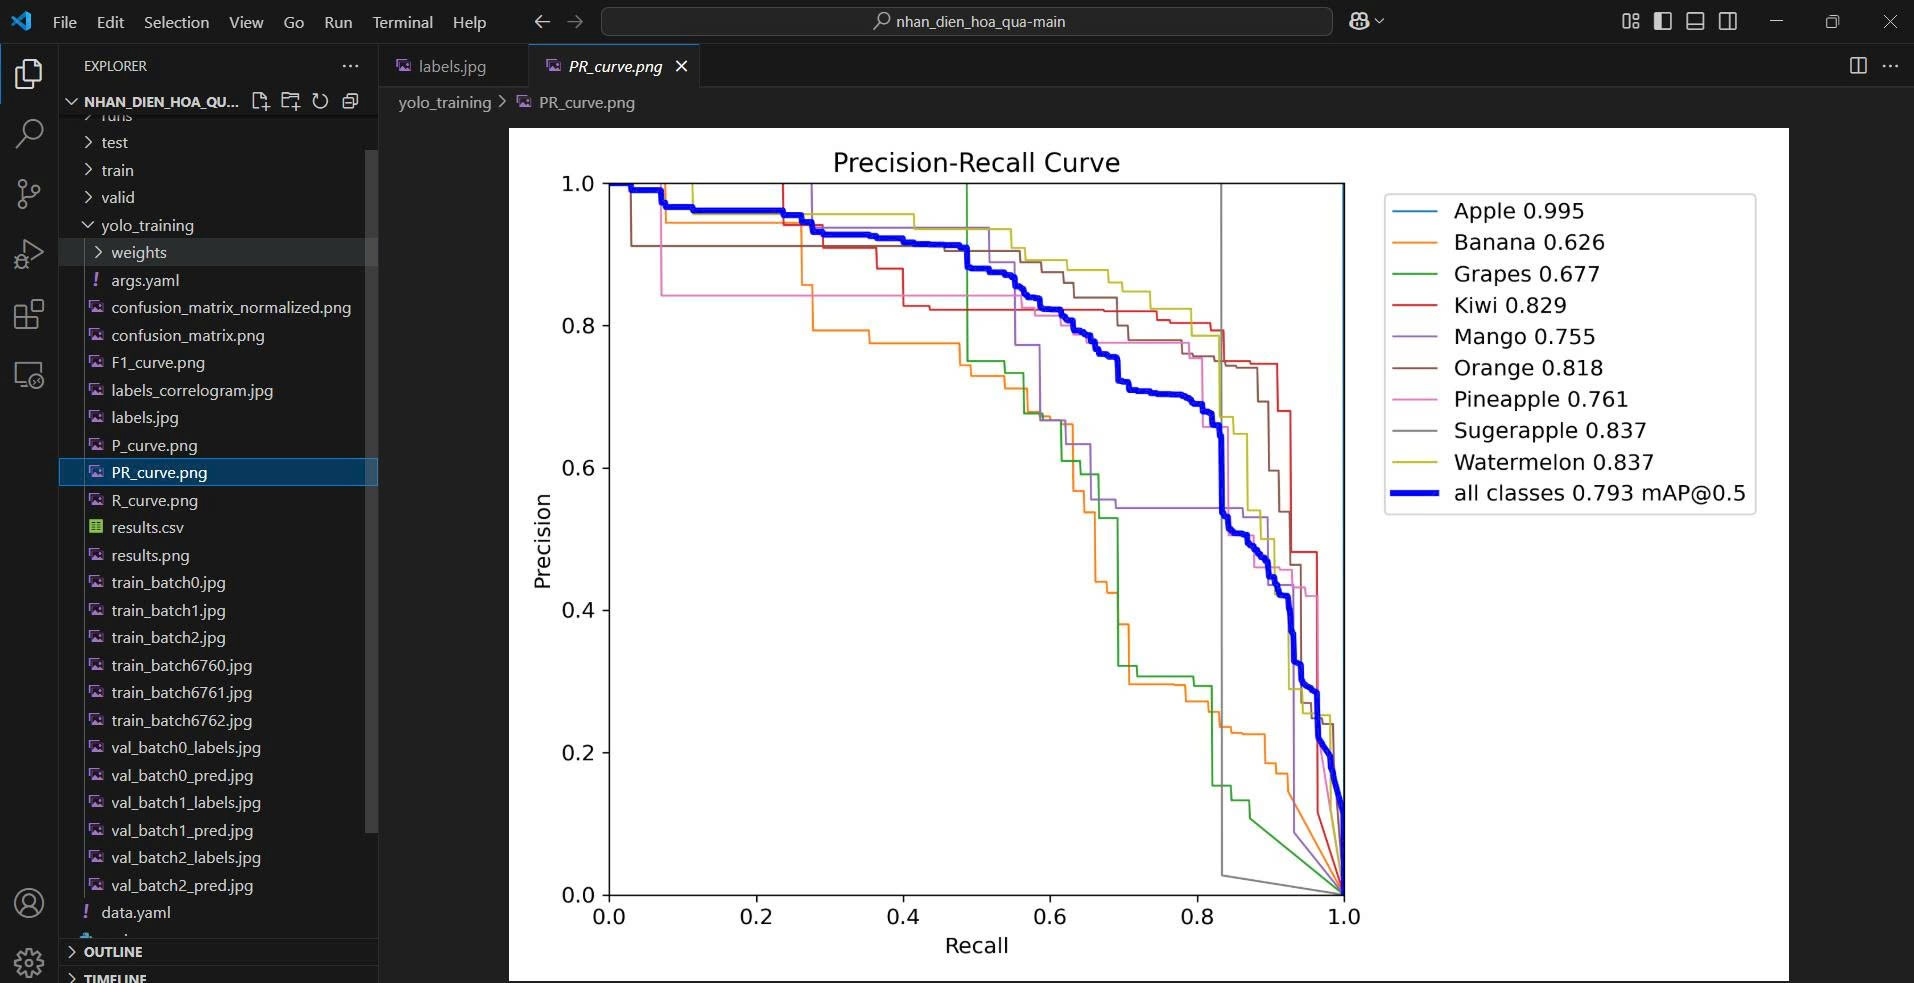 File Edit Selection View Go Run Terminal Help
nhan_dien_hoa_qua-main
EXPLORER
NHAN_DIEN_HOA_QU...
runs
test
train
valid
yolo_training
weights
! args.yaml
confusion_matrix_normalized.png
confusion_matrix.png
F1_curve.png
labels_correlogram.jpg
labels.jpg
P_curve.png
PR_curve.png
R_curve.png
results.csv
results.png
train_batch0.jpg
train_batch1.jpg
train_batch2.jpg
train_batch6760.jpg
train_batch6761.jpg
train_batch6762.jpg
val_batch0_labels.jpg
val_batch0_pred.jpg
val_batch1_labels.jpg
val_batch1_pred.jpg
val_batch2_labels.jpg
val_batch2_pred.jpg
! data.yaml
OUTLINE
TIMELINE
labels.jpg
PR_curve.png
yolo_training > PR_curve.png
Precision-Recall Curve
1.0
0.8
0.6
0.4
0.2
0.0
Precision
0.0 0.2 0.4 0.6 0.8 1.0
Recall
Apple 0.995
Banana 0.626
Grapes 0.677
Kiwi 0.829
Mango 0.755
Orange 0.818
Pineapple 0.761
Sugerapple 0.837
Watermelon 0.837
all classes 0.793 mAP@0.5